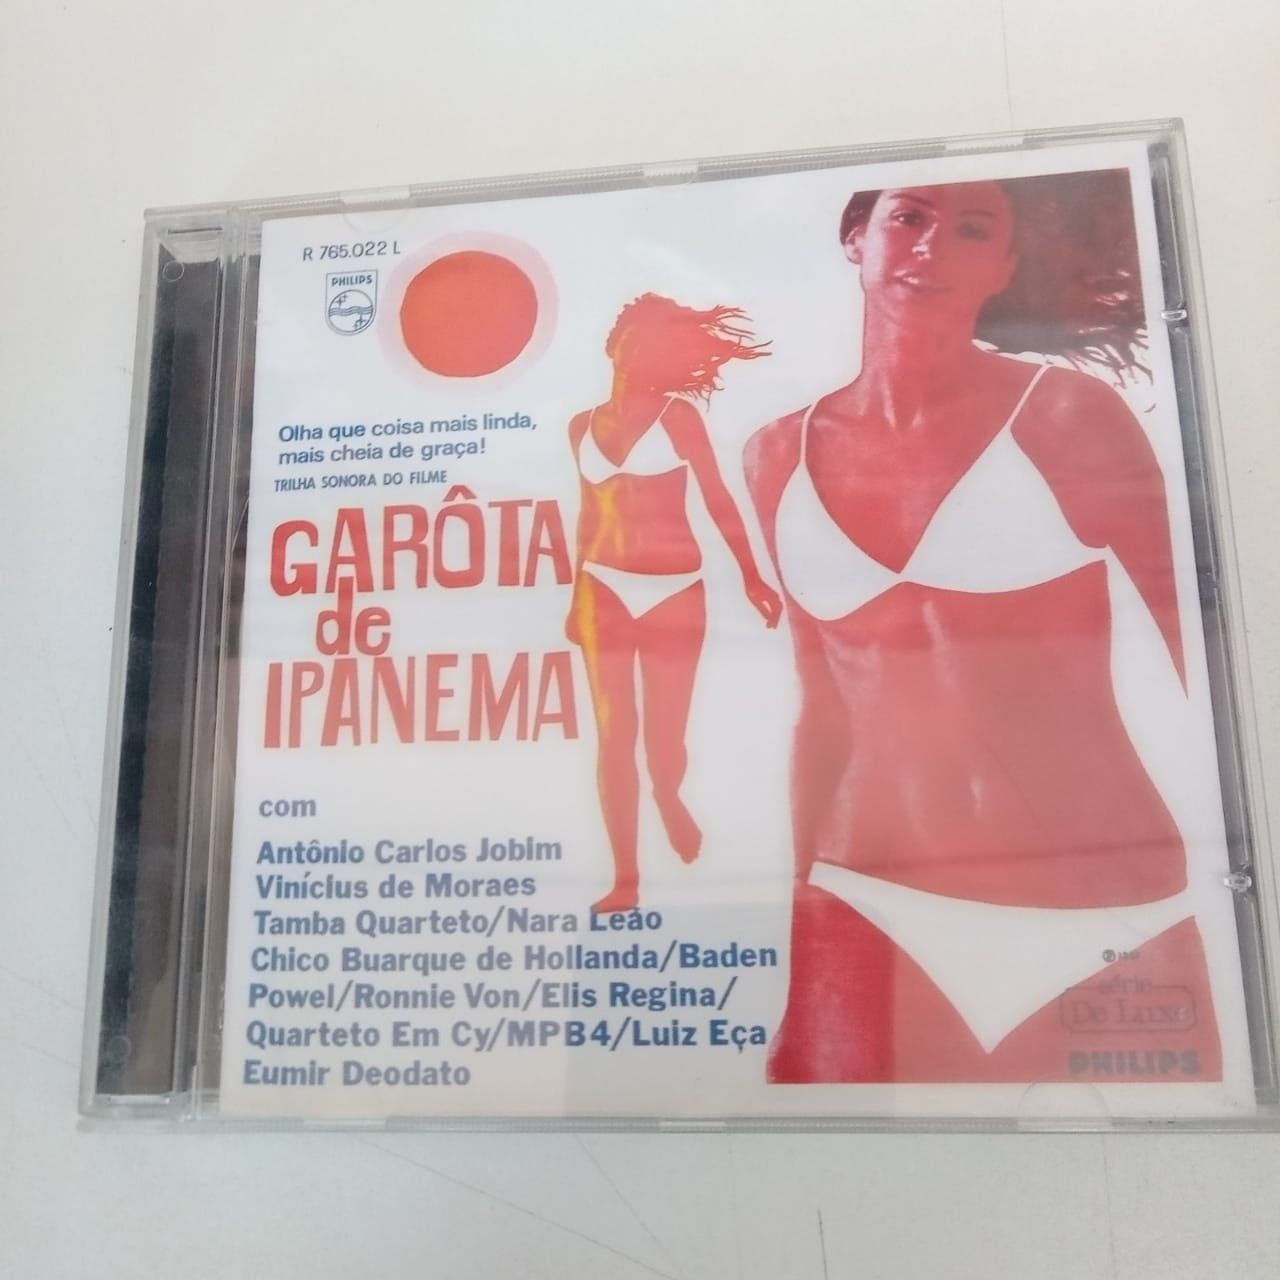 R 765.022 L
PHILIPS
Olha que coisa mais linda,
mais cheia de graça!
TRILHA SONORA DO FILME
GARÔTA
de
IPANEMA
com
Antônio Carlos Jobim
Vinícius de Moraes
Tamba Quarteto/Nara Leão
Chico Buarque de Hollanda/Baden
Powel/Ronnie Von/Elis Regina/
Quarteto Em Cy/MPB4/Luiz Eça
Eumir Deodato
série
De Luxe
PHILIPS